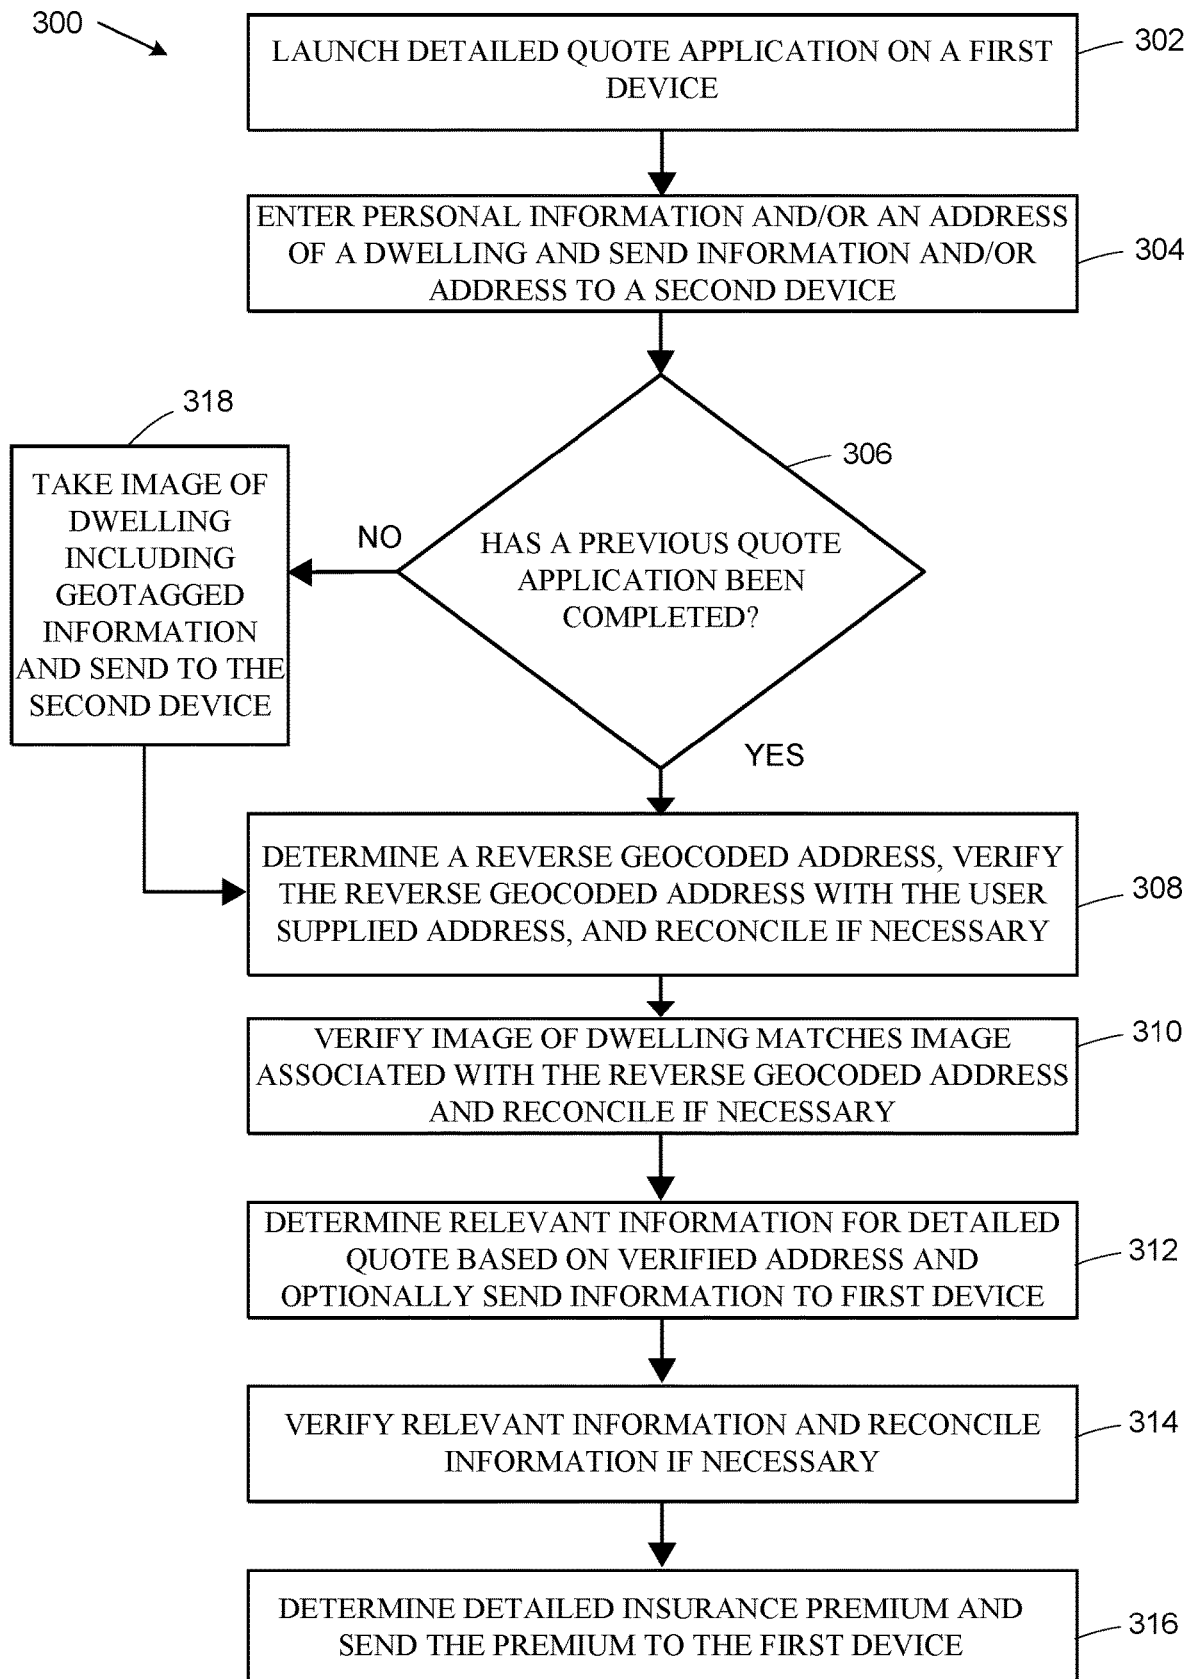 300
LAUNCH DETAILED QUOTE APPLICATION ON A FIRST
DEVICE
302
ENTER PERSONAL INFORMATION AND/OR AN ADDRESS
OF A DWELLING AND SEND INFORMATION AND/OR
ADDRESS TO A SECOND DEVICE
304
318
TAKE IMAGE OF
DWELLING
INCLUDING
GEOTAGGED
INFORMATION
AND SEND TO THE
SECOND DEVICE
NO
306
HAS A PREVIOUS QUOTE
APPLICATION BEEN
COMPLETED?
YES
DETERMINE A REVERSE GEOCODED ADDRESS, VERIFY
THE REVERSE GEOCODED ADDRESS WITH THE USER
SUPPLIED ADDRESS, AND RECONCILE IF NECESSARY
308
VERIFY IMAGE OF DWELLING MATCHES IMAGE
ASSOCIATED WITH THE REVERSE GEOCODED ADDRESS
AND RECONCILE IF NECESSARY
310
DETERMINE RELEVANT INFORMATION FOR DETAILED
QUOTE BASED ON VERIFIED ADDRESS AND
OPTIONALLY SEND INFORMATION TO FIRST DEVICE
312
VERIFY RELEVANT INFORMATION AND RECONCILE
INFORMATION IF NECESSARY
314
DETERMINE DETAILED INSURANCE PREMIUM AND
SEND THE PREMIUM TO THE FIRST DEVICE
316